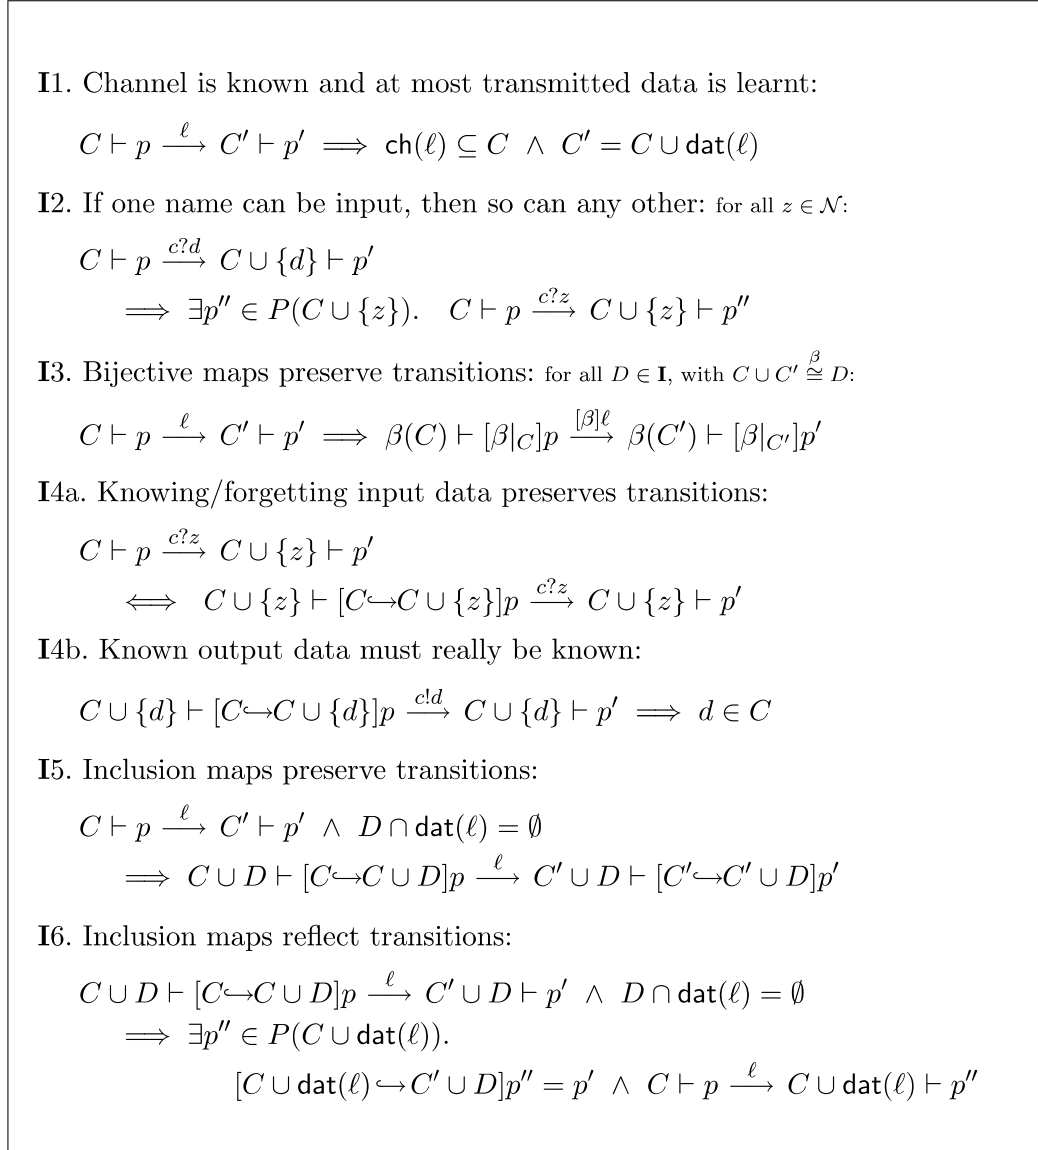 I1. Channel is known and at most transmitted data is learnt:
C ⊢ p —ℓ→ C′ ⊢ p′ ⟹ ch(ℓ) ⊆ C ∧ C′ = C ∪ dat(ℓ)
I2. If one name can be input, then so can any other: for all z ∈ 𝒩:
C ⊢ p —c?d→ C ∪ {d} ⊢ p′
⟹ ∃p″ ∈ P(C ∪ {z}). C ⊢ p —c?z→ C ∪ {z} ⊢ p″
I3. Bijective maps preserve transitions: for all D ∈ I, with C ∪ C′ ≅^β D:
C ⊢ p —ℓ→ C′ ⊢ p′ ⟹ β(C) ⊢ [β|_C]p —[β]ℓ→ β(C′) ⊢ [β|_C′]p′
I4a. Knowing/forgetting input data preserves transitions:
C ⊢ p —c?z→ C ∪ {z} ⊢ p′
⟺ C ∪ {z} ⊢ [C↪C ∪ {z}]p —c?z→ C ∪ {z} ⊢ p′
I4b. Known output data must really be known:
C ∪ {d} ⊢ [C↪C ∪ {d}]p —c!d→ C ∪ {d} ⊢ p′ ⟹ d ∈ C
I5. Inclusion maps preserve transitions:
C ⊢ p —ℓ→ C′ ⊢ p′ ∧ D ∩ dat(ℓ) = ∅
⟹ C ∪ D ⊢ [C↪C ∪ D]p —ℓ→ C′ ∪ D ⊢ [C′↪C′ ∪ D]p′
I6. Inclusion maps reflect transitions:
C ∪ D ⊢ [C↪C ∪ D]p —ℓ→ C′ ∪ D ⊢ p′ ∧ D ∩ dat(ℓ) = ∅
⟹ ∃p″ ∈ P(C ∪ dat(ℓ)).
[C ∪ dat(ℓ)↪C′ ∪ D]p″ = p′ ∧ C ⊢ p —ℓ→ C ∪ dat(ℓ) ⊢ p″